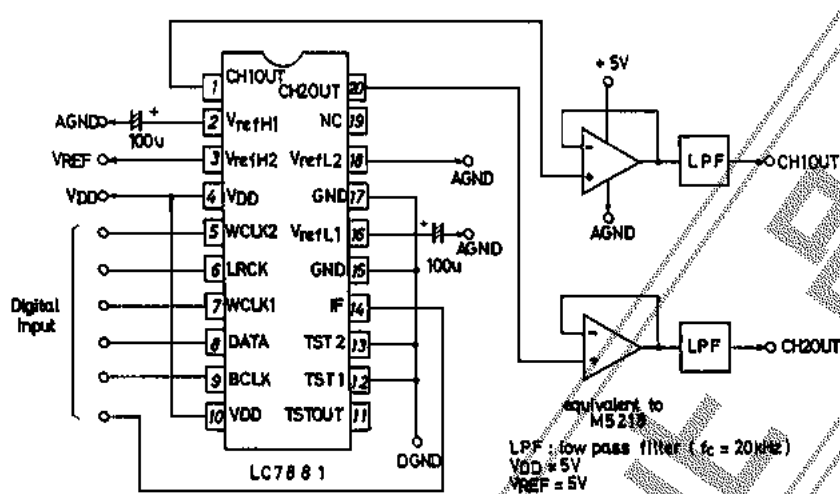 +5V
1 CH1OUT
CH2OUT 20
AGND
100u
+
2 VrefH1
NC 19
VREF
3 VrefH2
VrefL2 18
AGND
VDD
4 VDD
GND 17
5 WCLK2
VrefL1 16
+
100u
AGND
6 LRCK
GND 15
Digital
Input
7 WCLK1
IF 14
8 DATA
TST2 13
9 BCLK
TST1 12
10 VDD
TSTOUT 11
LC7881
DGND
-
+
LPF
CH1OUT
AGND
-
+
LPF
CH2OUT
equivalent to
M5218
LPF : low pass filter ( fc = 20kHz )
VDD = 5V
VREF = 5V